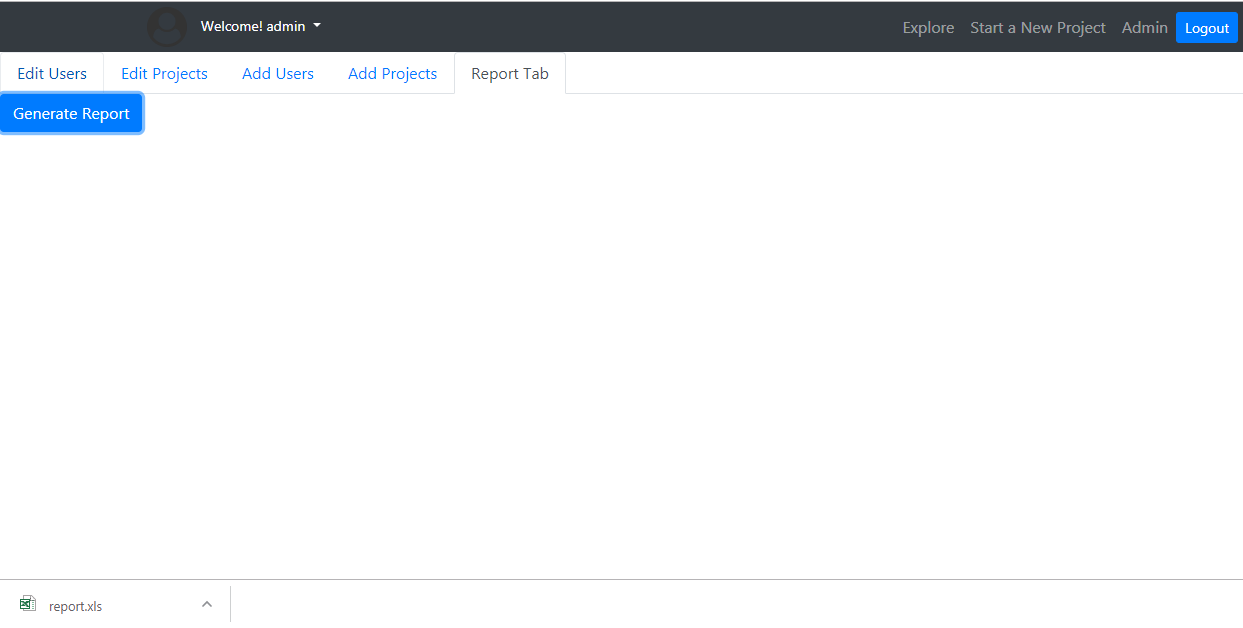 Welcome! admin Explore Start a New Project Admin Logout
Edit Users Edit Projects Add Users Add Projects Report Tab
Generate Report
report.xls